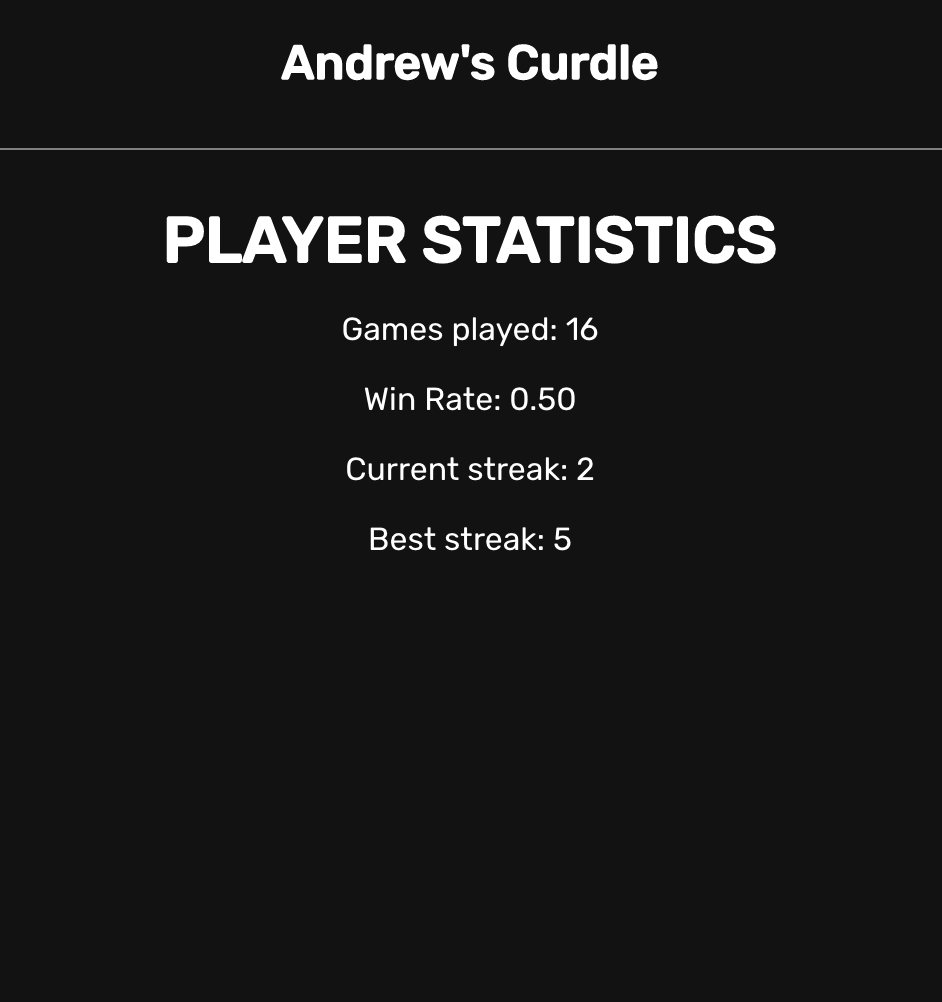 Andrew's Curdle
PLAYER STATISTICS
Games played: 16
Win Rate: 0.50
Current streak: 2
Best streak: 5